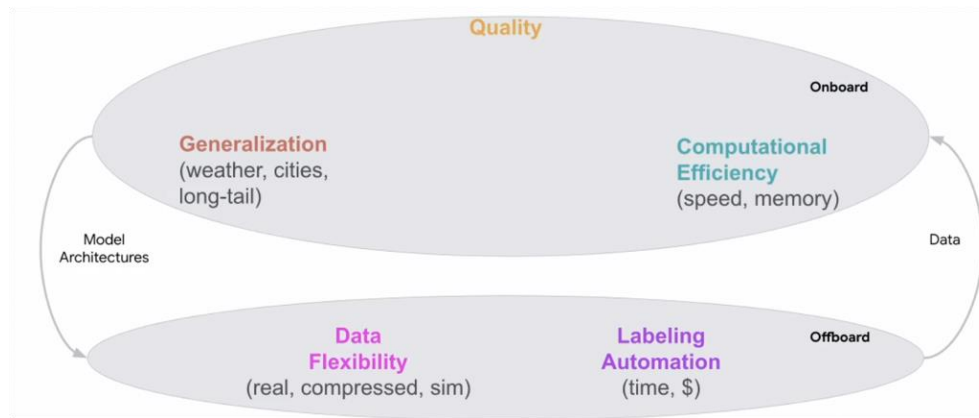 Quality
Onboard
Generalization
(weather, cities,
long-tail)
Computational
Efficiency
(speed, memory)
Model
Architectures
Data
Data
Flexibility
(real, compressed, sim)
Labeling
Automation
(time, $)
Offboard